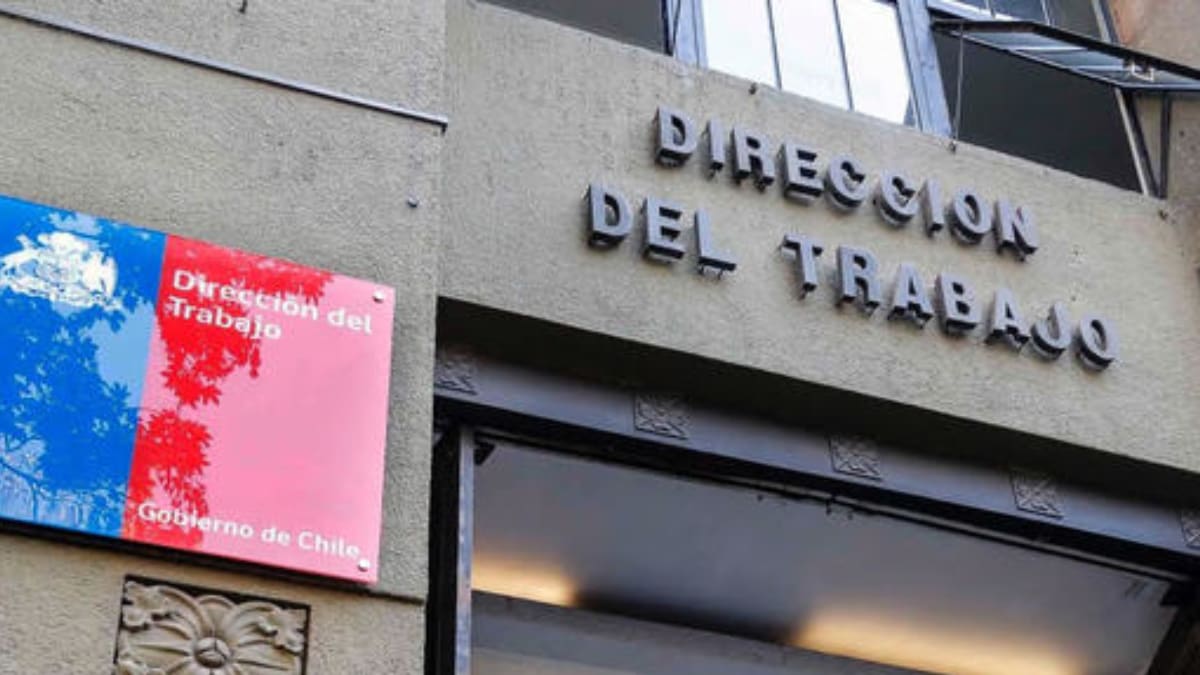 DIRECCION
DEL TRABAJO
Dirección del
Trabajo
Gobierno de Chile